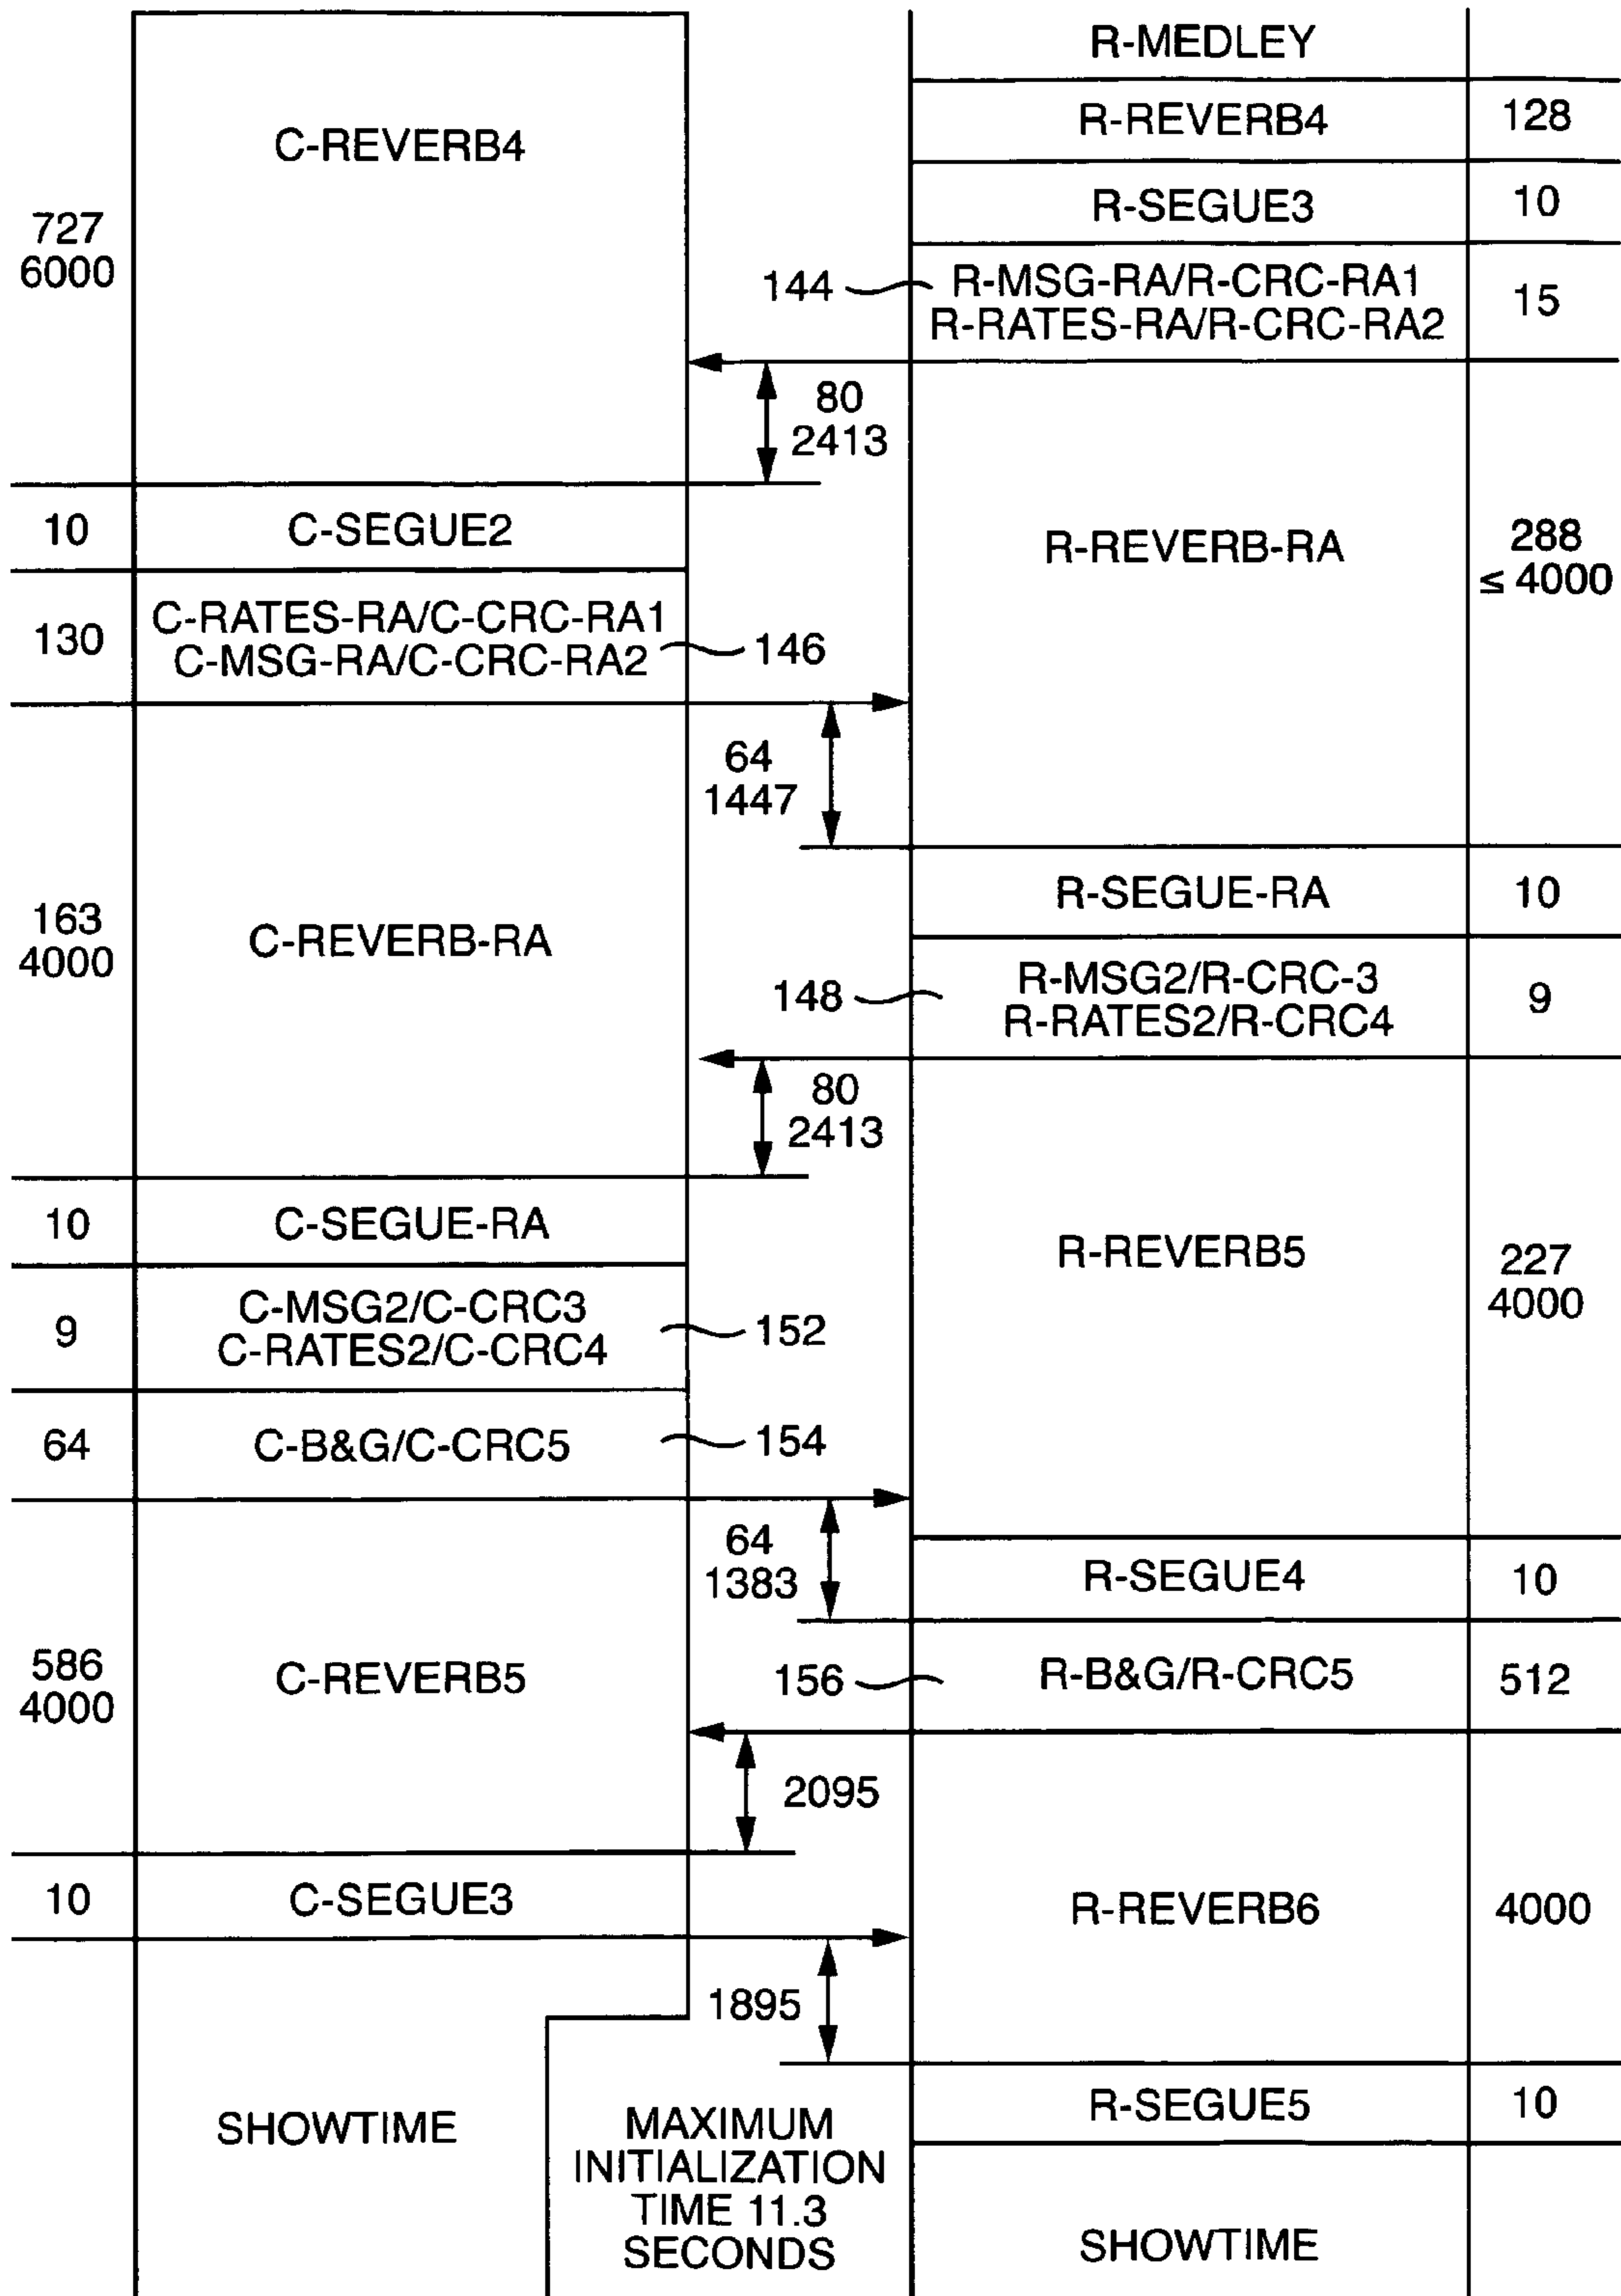 R-MEDLEY
C-REVERB4
R-REVERB4
128
R-SEGUE3
10
727
6000
144
R-MSG-RA/R-CRC-RA1
R-RATES-RA/R-CRC-RA2
15
80
2413
10
C-SEGUE2
R-REVERB-RA
288
≤ 4000
130
C-RATES-RA/C-CRC-RA1
C-MSG-RA/C-CRC-RA2
146
64
1447
163
4000
C-REVERB-RA
R-SEGUE-RA
10
148
R-MSG2/R-CRC-3
R-RATES2/R-CRC4
9
80
2413
10
C-SEGUE-RA
R-REVERB5
227
4000
9
C-MSG2/C-CRC3
C-RATES2/C-CRC4
152
64
C-B&G/C-CRC5
154
64
1383
R-SEGUE4
10
586
4000
C-REVERB5
156
R-B&G/R-CRC5
512
2095
10
C-SEGUE3
R-REVERB6
4000
1895
SHOWTIME
MAXIMUM
INITIALIZATION
TIME 11.3
SECONDS
R-SEGUE5
10
SHOWTIME